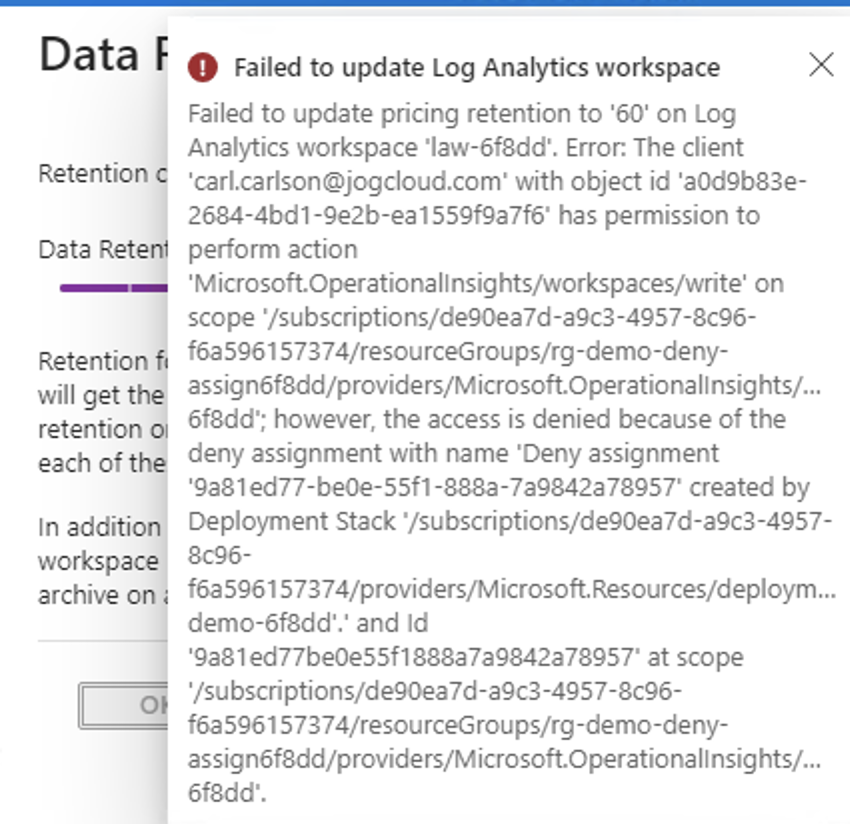 Data
Retention
Data
Retention
will get the
retention
each of the
In addition
workspace
archive on
Failed to update Log Analytics workspace
Failed to update pricing retention to '60' on Log
Analytics workspace 'law-6f8dd'. Error: The client
'carl.carlson@jogcloud.com' with object id 'a0d9b83e-
2684-4bd1-9e2b-ea1559f9a7f6' has permission to
perform action
'Microsoft.OperationalInsights/workspaces/write' on
scope '/subscriptions/de90ea7d-a9c3-4957-8c96-
f6a596157374/resourceGroups/rg-demo-deny-
assign6f8dd/providers/Microsoft.OperationalInsights/...
6f8dd'; however, the access is denied because of the
deny assignment with name 'Deny assignment
'9a81ed77-be0e-55f1-888a-7a9842a78957' created by
Deployment Stack '/subscriptions/de90ea7d-a9c3-4957-
8c96-
f6a596157374/providers/Microsoft.Resources/deploym...
demo-6f8dd'.' and Id
'9a81ed77be0e55f1888a7a9842a78957' at scope
'/subscriptions/de90ea7d-a9c3-4957-8c96-
f6a596157374/resourceGroups/rg-demo-deny-
assign6f8dd/providers/Microsoft.OperationalInsights/...
6f8dd'.